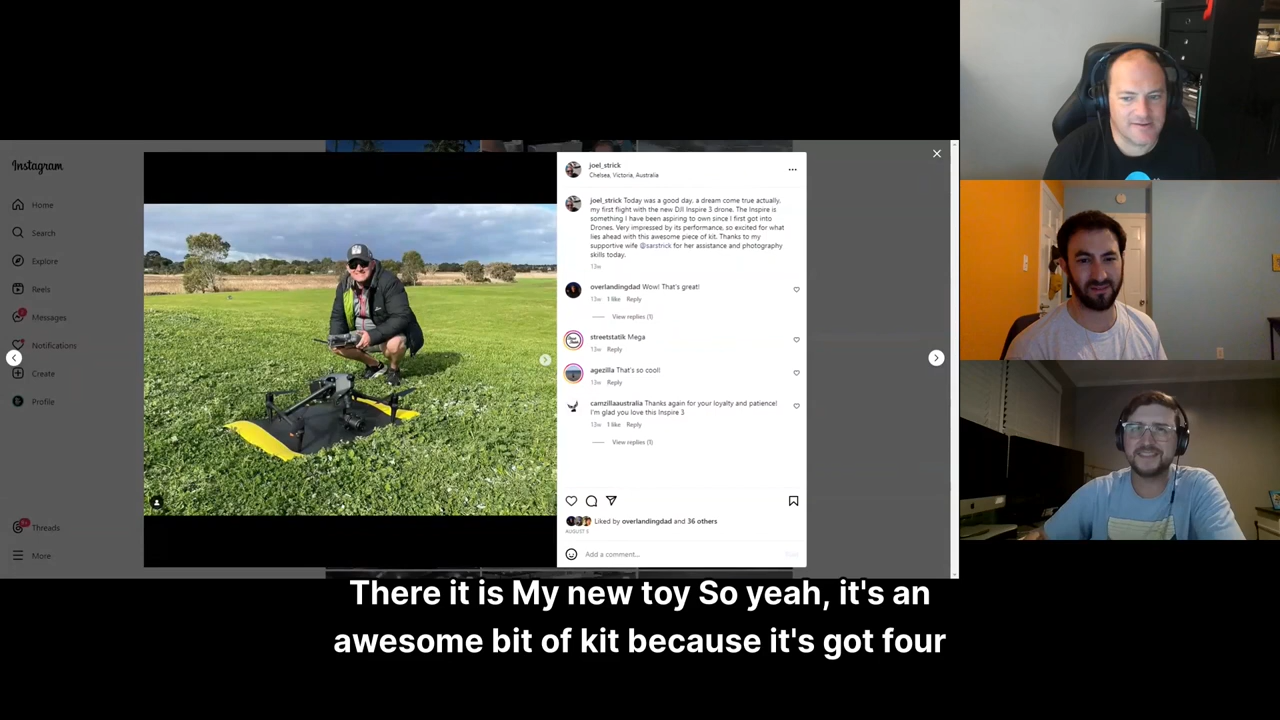 Instagram
Home
Search
Explore
Reels
Messages
Notifications
Create
Profile
Threads
More
joel_strick
Chelsea, Victoria, Australia
joel_strick Today was a good day, a dream come true actually,
my first flight with the new DJI Inspire 3 drone. The Inspire is
something I have been aspiring to own since I first got into
Drones. Very impressed by its performance, so excited for what
lies ahead with this awesome piece of kit. Thanks to my
supportive wife @sarstrick for her assistance and photography
skills today.
13w
overlandingdad Wow! That's great!
13w 1 like Reply
View replies (1)
streetstatik Mega
13w Reply
agezilla That's so cool!
13w Reply
camzillaaustralia Thanks again for your loyalty and patience!
I'm glad you love this Inspire 3
13w 1 like Reply
View replies (1)
Liked by overlandingdad and 36 others
Add a comment...
There it is My new toy So yeah, it's an
awesome bit of kit because it's got four